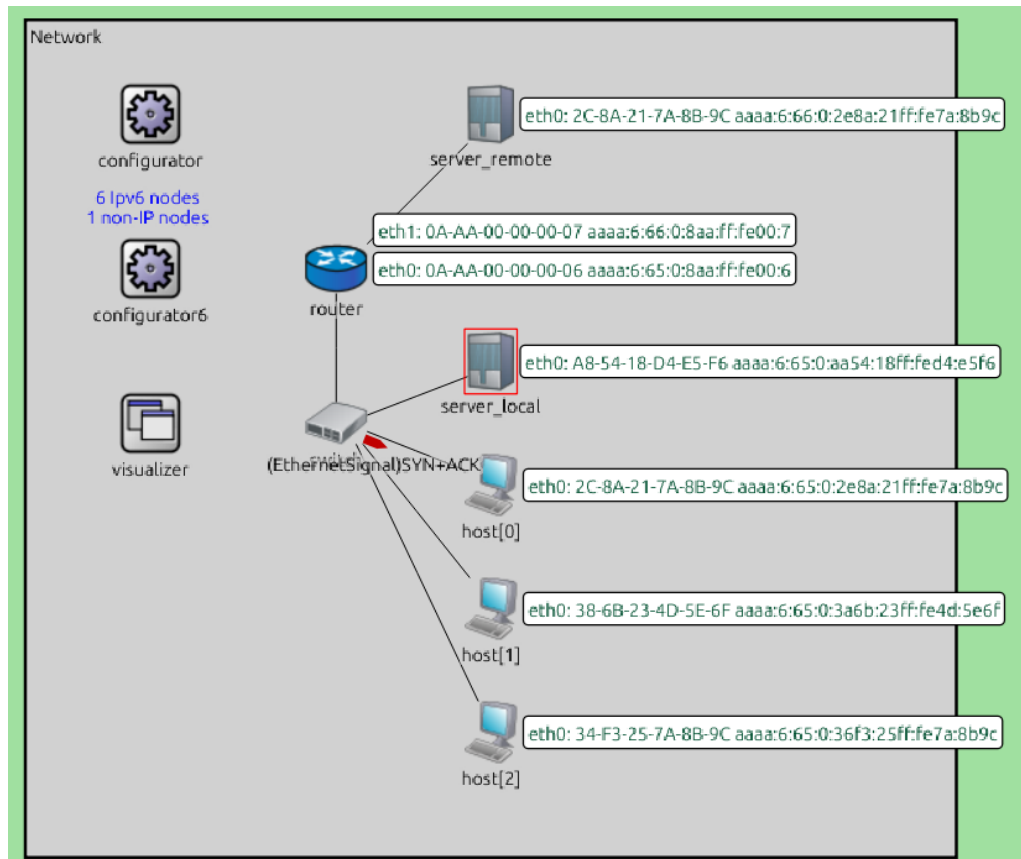 Network
eth0: 2C-8A-21-7A-8B-9C aaaa:6:66:0:2e8a:21ff:fe7a:8b9c
configurator
server_remote
6 Ipv6 nodes
1 non-IP nodes
eth1: 0A-AA-00-00-00-07 aaaa:6:66:0:8aa:ff:fe00:7
eth0: 0A-AA-00-00-00-06 aaaa:6:65:0:8aa:ff:fe00:6
router
configurator6
eth0: A8-54-18-D4-E5-F6 aaaa:6:65:0:aa54:18ff:fed4:e5f6
server_local
visualizer
(EthernetSignal)SYN+ACK
eth0: 2C-8A-21-7A-8B-9C aaaa:6:65:0:2e8a:21ff:fe7a:8b9c
host[0]
eth0: 38-6B-23-4D-5E-6F aaaa:6:65:0:3a6b:23ff:fe4d:5e6f
host[1]
eth0: 34-F3-25-7A-8B-9C aaaa:6:65:0:36f3:25ff:fe7a:8b9c
host[2]